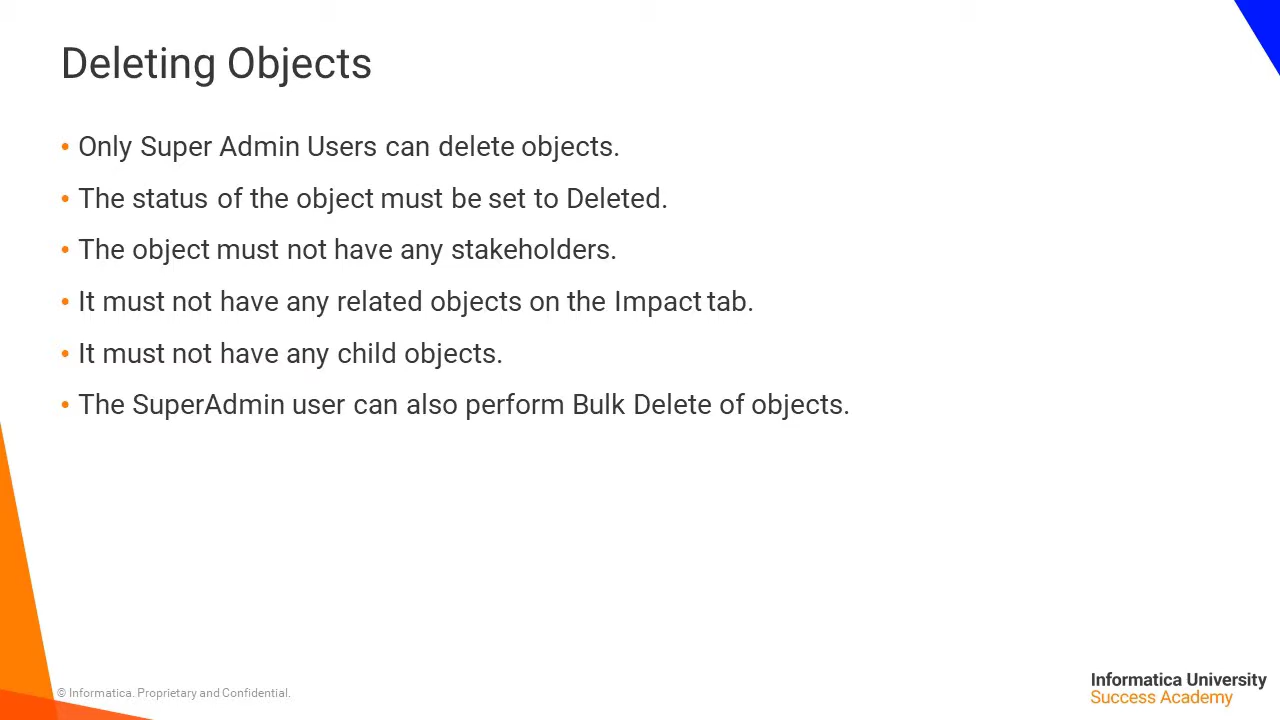 Deleting Objects
• Only Super Admin Users can delete objects.
• The status of the object must be set to Deleted.
• The object must not have any stakeholders.
• It must not have any related objects on the Impact tab.
• It must not have any child objects.
• The SuperAdmin user can also perform Bulk Delete of objects.
© Informatica. Proprietary and Confidential.
Informatica University
Success Academy